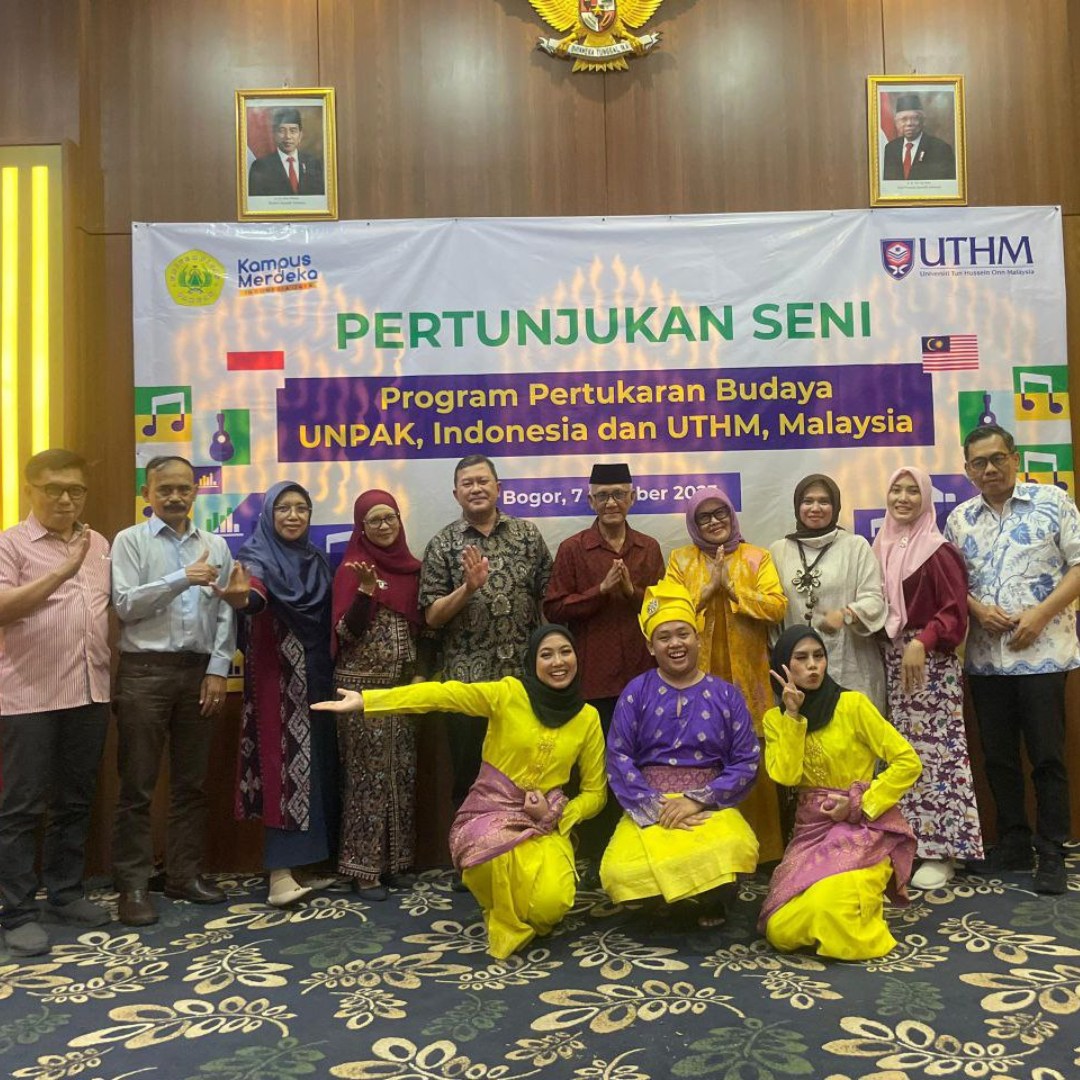 BHINNEKA TUNGGAL IKA
Kampus
Merdeka
INDONESIA
UTHM
Universiti Tun Hussein Onn Malaysia
PERTUNJUKAN SENI
Program Pertukaran Budaya
UNPAK, Indonesia dan UTHM, Malaysia
Bogor, 7